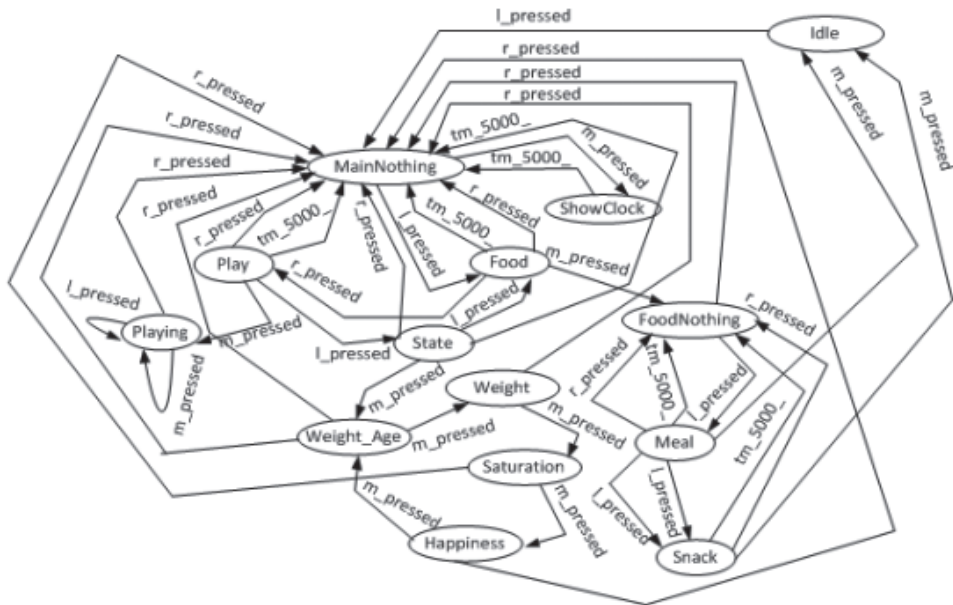 l_pressed
Idle
r_pressed
r_pressed
r_pressed
r_pressed
r_pressed
m_pressed
m_pressed
r_pressed
tm_5000_
m_pressed
r_pressed
MainNothing
tm_5000_
ShowClock
r_pressed
tm_5000_
r_pressed
l_pressed
tm_5000_
r_pressed
Play
Food
m_pressed
r_pressed
l_pressed
Playing
m_pressed
l_pressed
State
l_pressed
FoodNothing
r_pressed
m_pressed
m_pressed
Weight
r_pressed
tm_5000_
l_pressed
Weight_Age
m_pressed
m_pressed
Meal
tm_5000_
Saturation
m_pressed
m_pressed
l_pressed
l_pressed
Happiness
Snack